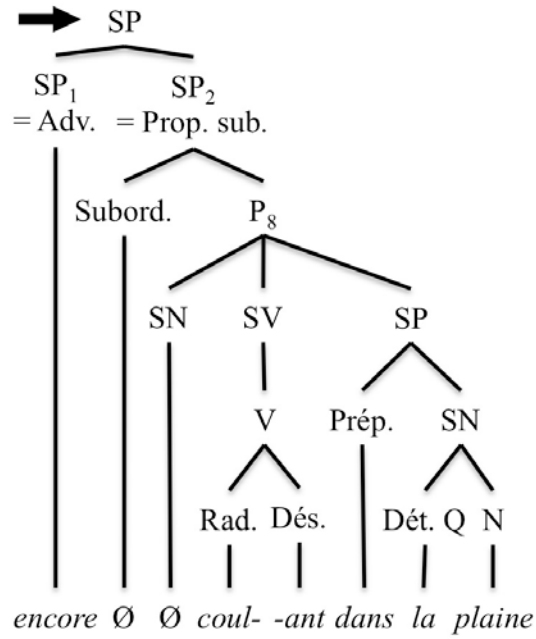 SP
SP₁ SP₂
= Adv. = Prop. sub.
Subord. P₈
SN SV SP
V Prép. SN
Rad. Dés. Dét. Q N
encore Ø Ø coul- -ant dans la plaine